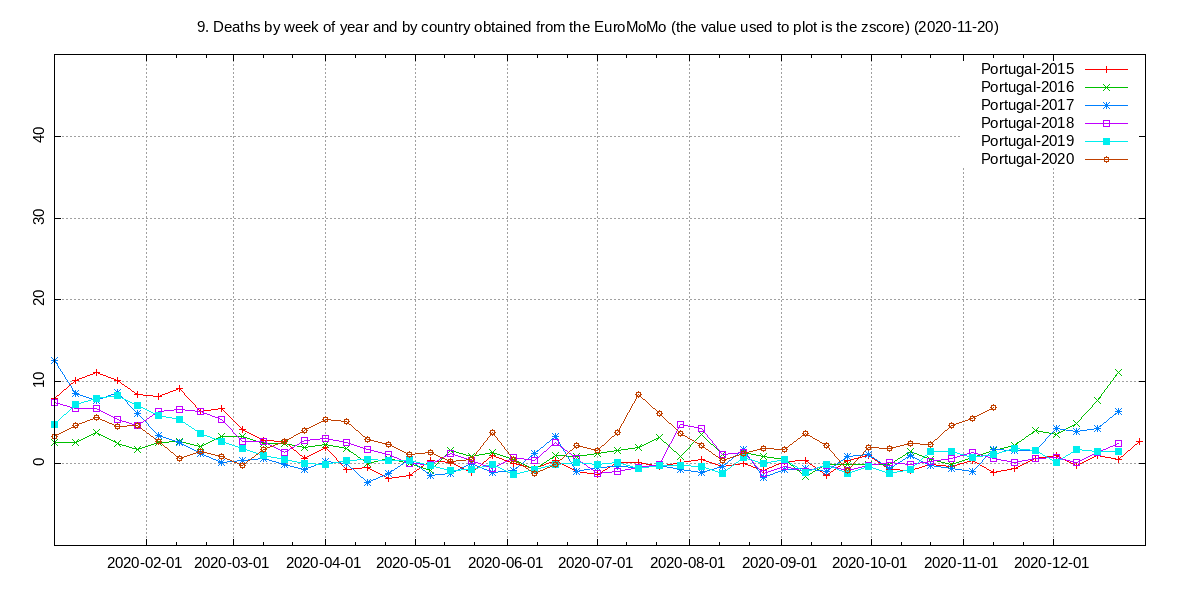 9. Deaths by week of year and by country obtained from the EuroMoMo (the value used to plot is the zscore) (2020-11-20)
Portugal-2015
Portugal-2016
Portugal-2017
Portugal-2018
Portugal-2019
Portugal-2020
40
30
20
10
0
2020-02-01 2020-03-01 2020-04-01 2020-05-01 2020-06-01 2020-07-01 2020-08-01 2020-09-01 2020-10-01 2020-11-01 2020-12-01